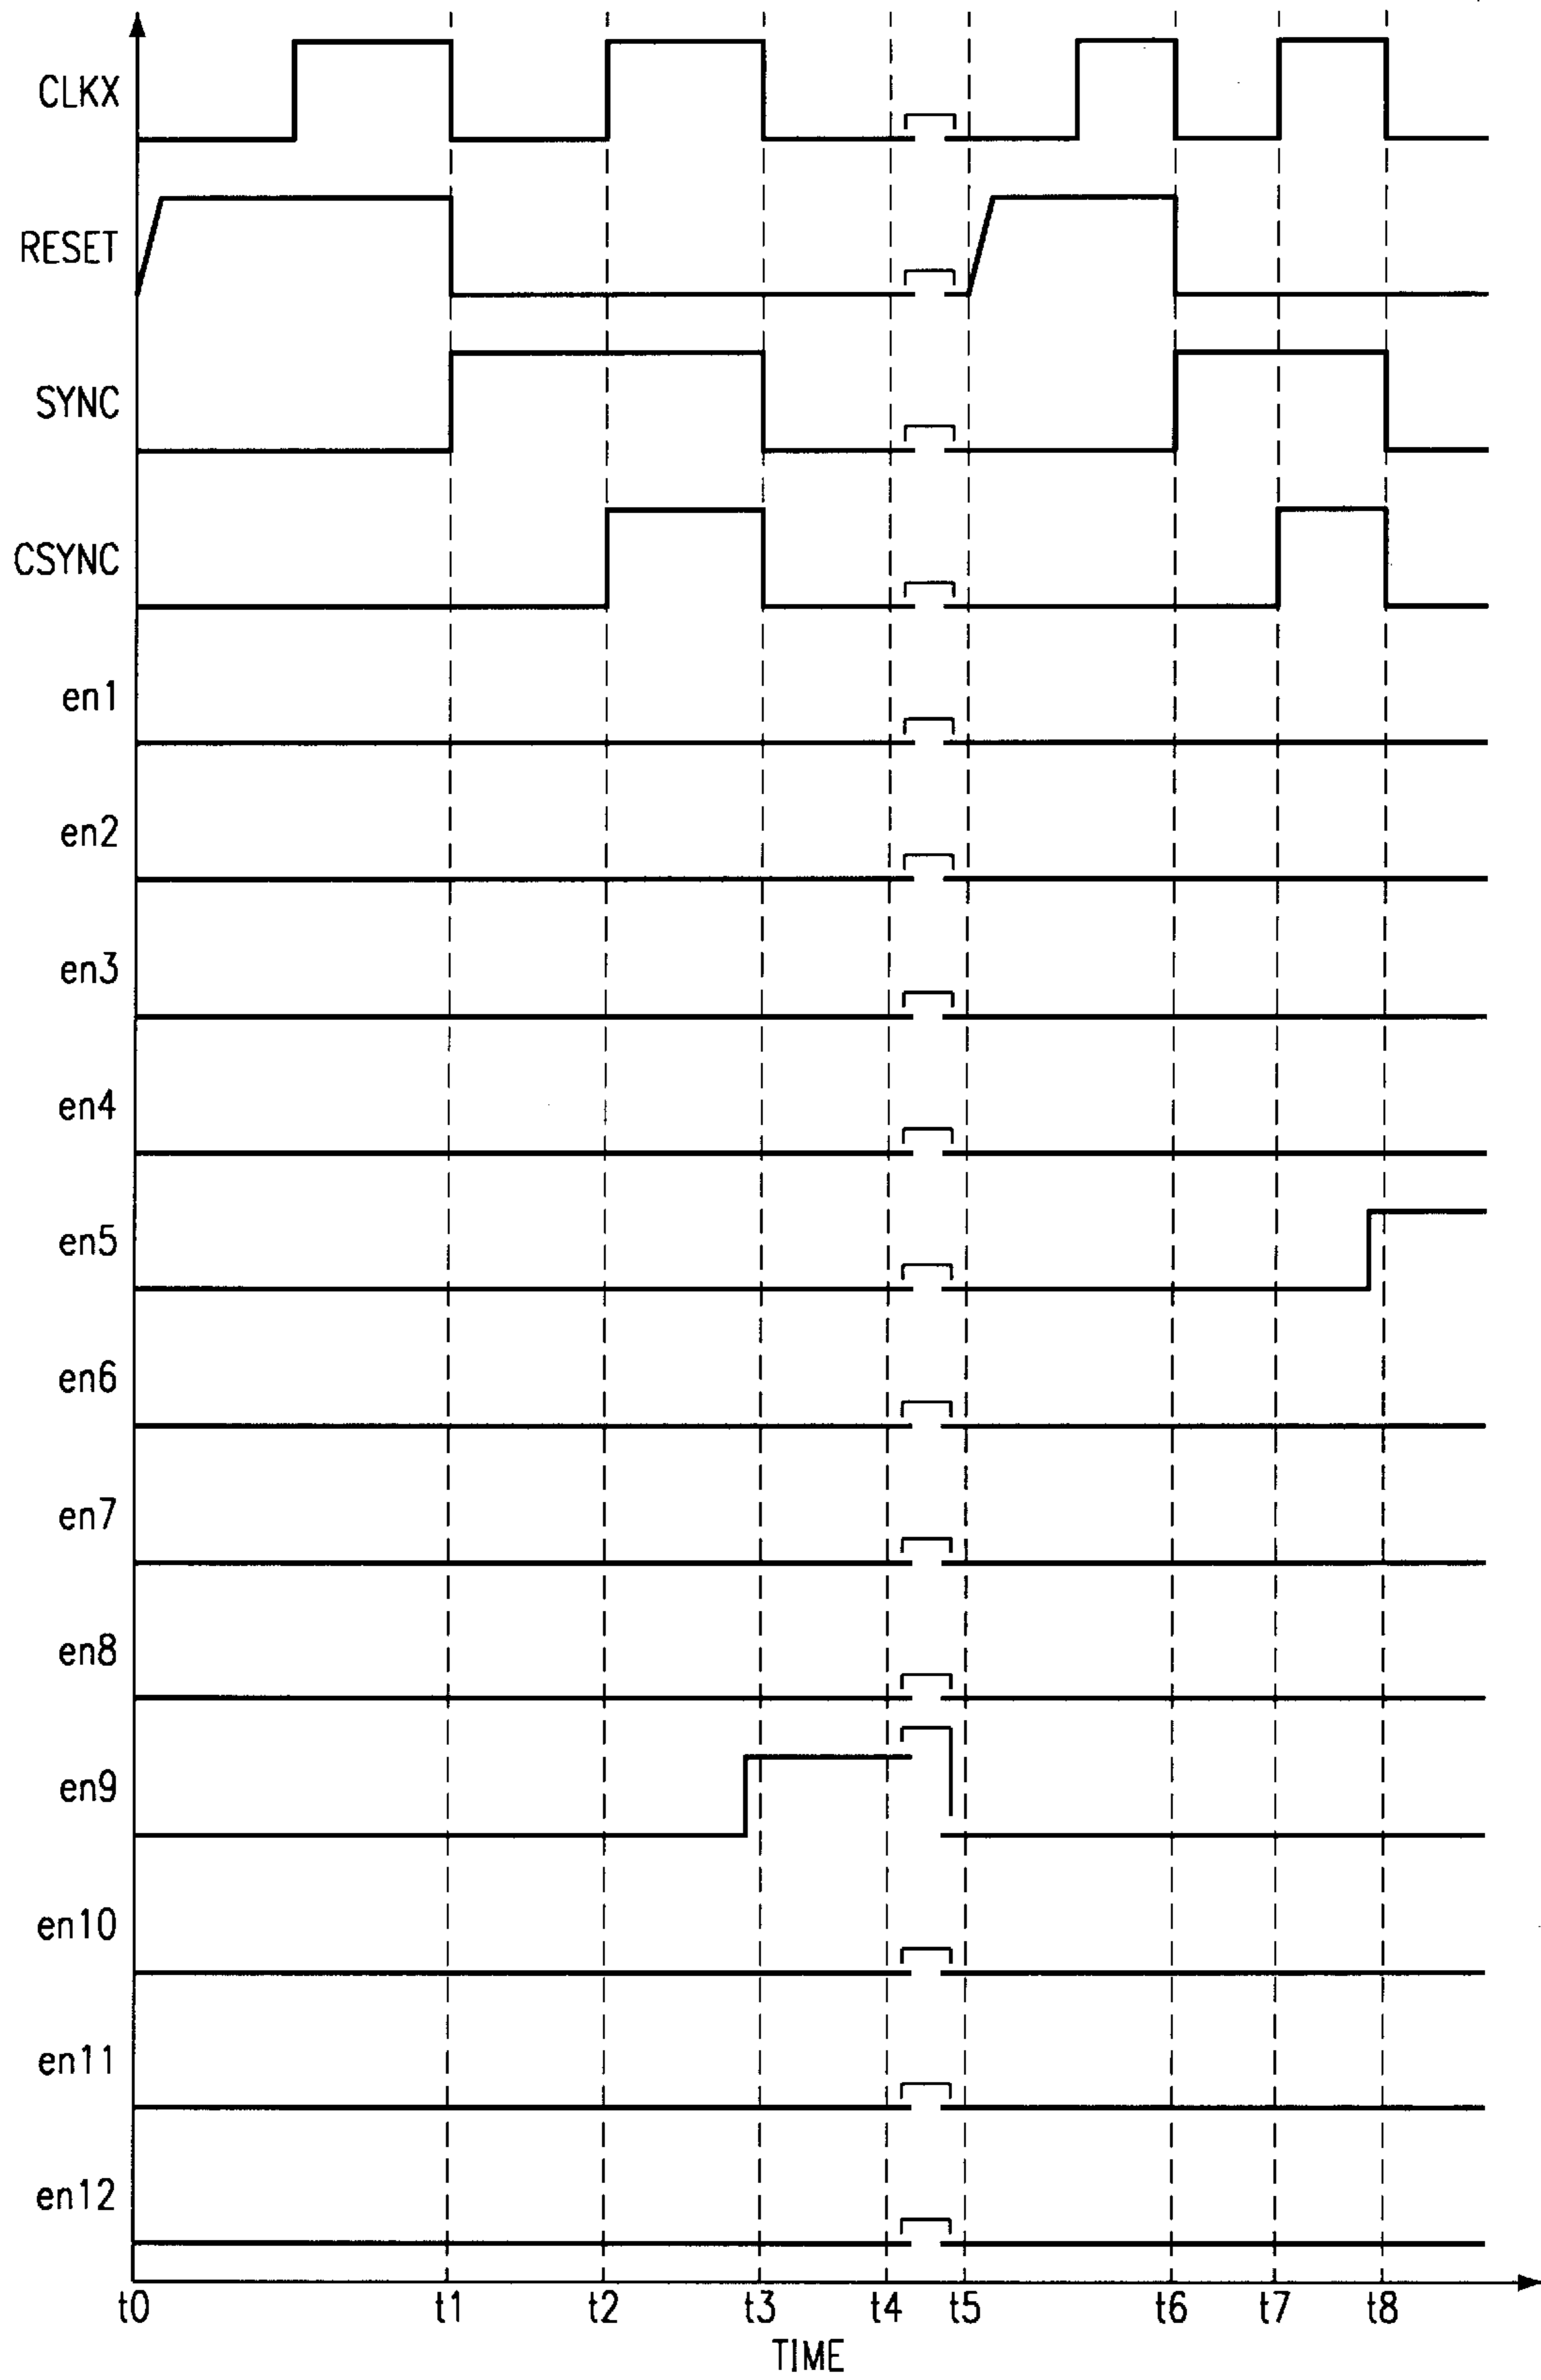 CLKX
RESET
SYNC
CSYNC
en1
en2
en3
en4
en5
en6
en7
en8
en9
en10
en11
en12
t0 t1 t2 t3 t4 t5 t6 t7 t8
TIME